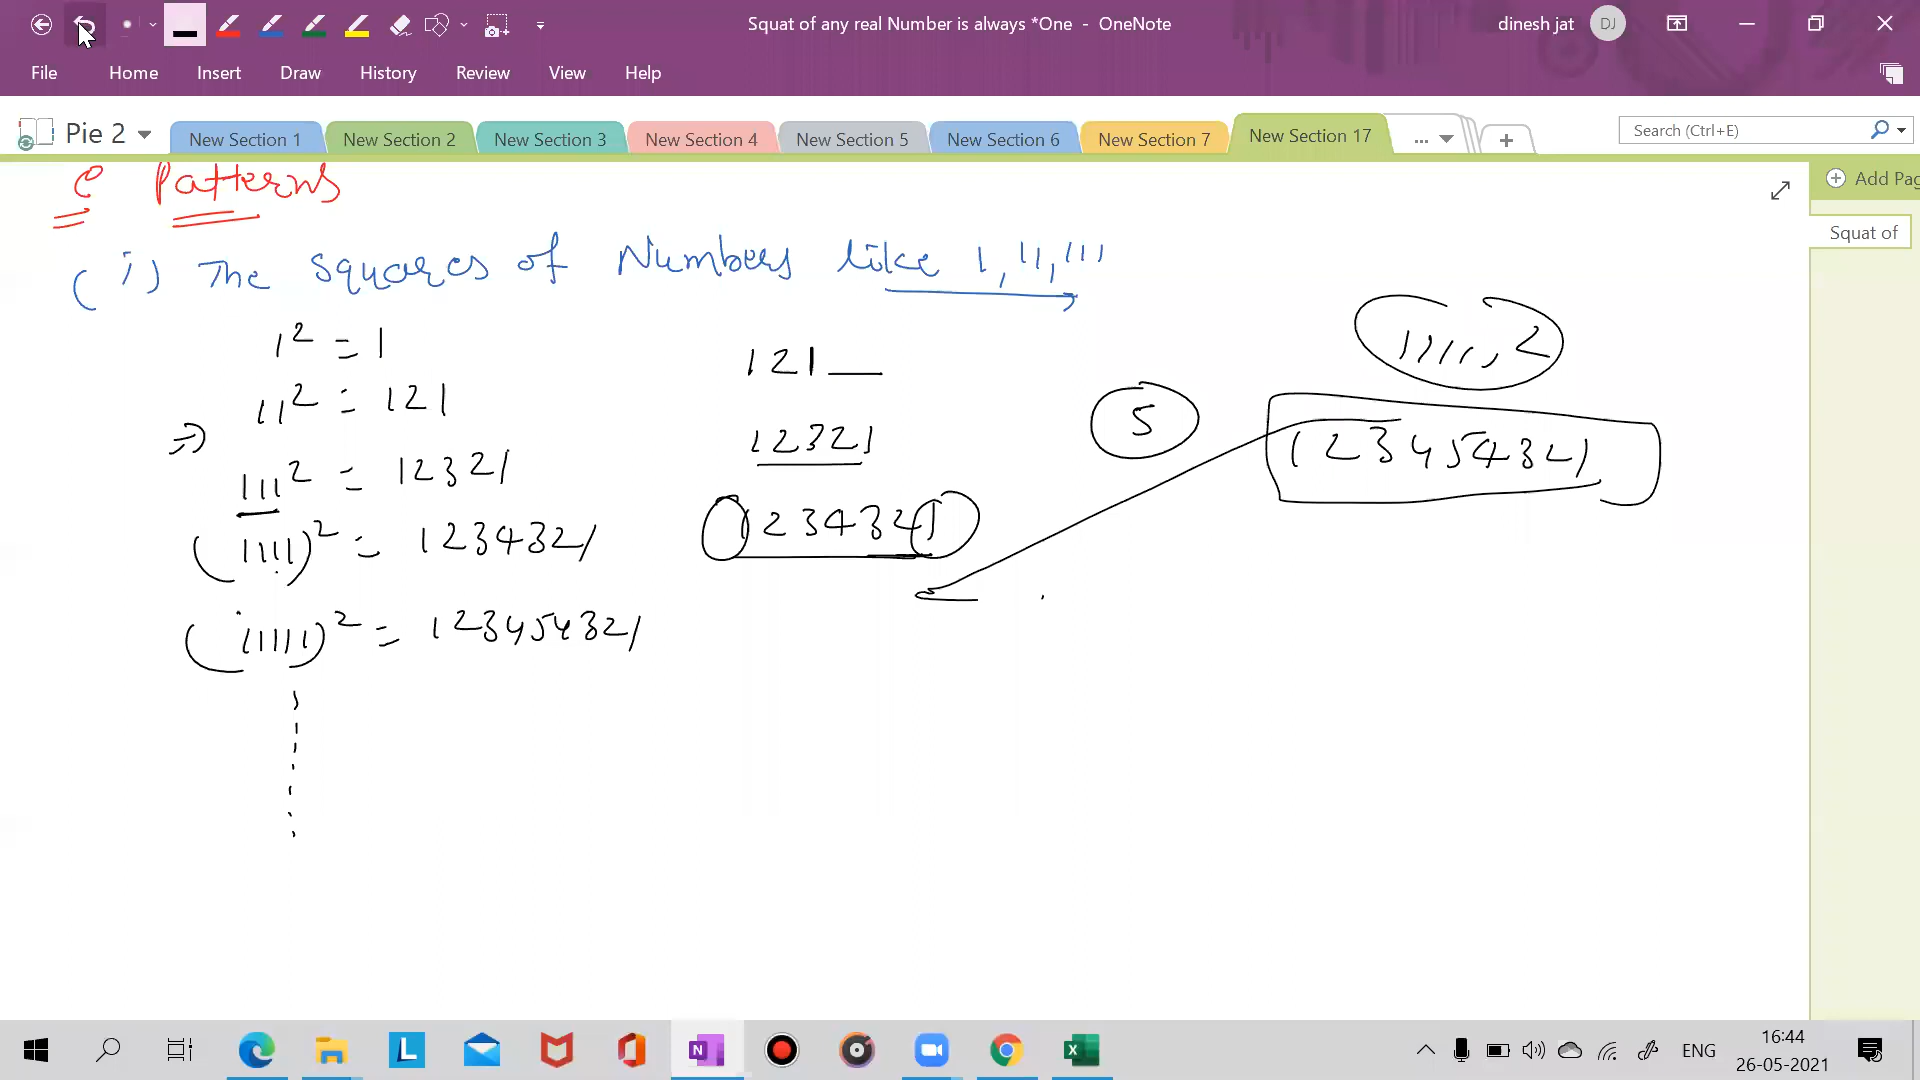 Squat of any real Number is always *One - OneNote
dinesh jat
DJ
File Home Insert Draw History Review View Help
Pie 2
New Section 1
New Section 2
New Section 3
New Section 4
New Section 5
New Section 6
New Section 7
New Section 17
...
Search (Ctrl+E)
Add Pag
Squat of
e Patterns
(i) The squares of Numbers like 1, 11, 111
1² = 1
11² = 121
⇒
111² = 12321
(1111)² = 1234321
(11111)² = 123454321
121__
12321
1234321
5
11111, 2
123454321
ENG
16:44
26-05-2021